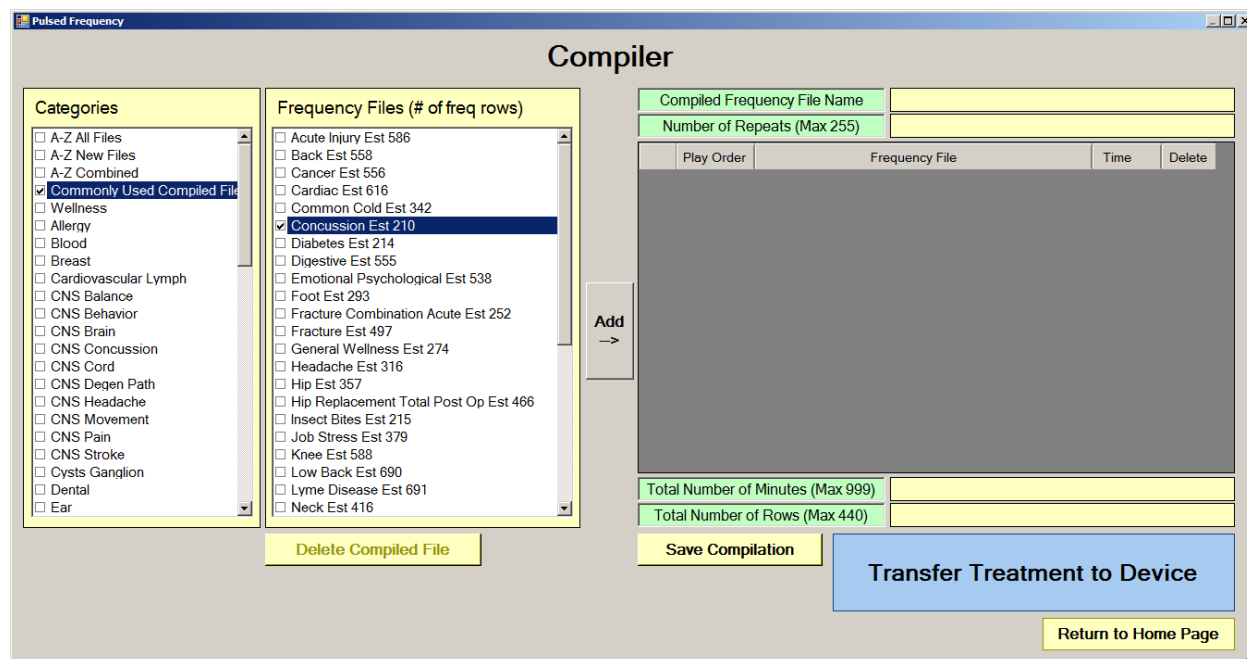 Pulsed Frequency
Compiler
Categories
A-Z All Files
A-Z New Files
A-Z Combined
Commonly Used Compiled File
Wellness
Allergy
Blood
Breast
Cardiovascular Lymph
CNS Balance
CNS Behavior
CNS Brain
CNS Concussion
CNS Cord
CNS Degen Path
CNS Headache
CNS Movement
CNS Pain
CNS Stroke
Cysts Ganglion
Dental
Ear
Frequency Files (# of freq rows)
Acute Injury Est 586
Back Est 558
Cancer Est 556
Cardiac Est 616
Common Cold Est 342
Concussion Est 210
Diabetes Est 214
Digestive Est 555
Emotional Psychological Est 538
Foot Est 293
Fracture Combination Acute Est 252
Fracture Est 497
General Wellness Est 274
Headache Est 316
Hip Est 357
Hip Replacement Total Post Op Est 466
Insect Bites Est 215
Job Stress Est 379
Knee Est 588
Low Back Est 690
Lyme Disease Est 691
Neck Est 416
Delete Compiled File
Add
-->
Compiled Frequency File Name
Number of Repeats (Max 255)
Play Order Frequency File Time Delete
Total Number of Minutes (Max 999)
Total Number of Rows (Max 440)
Save Compilation
Transfer Treatment to Device
Return to Home Page